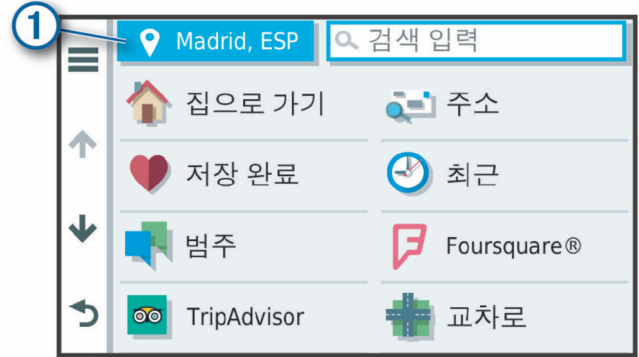 1
Madrid, ESP
검색 입력
집으로 가기
주소
저장 완료
최근
범주
Foursquare®
TripAdvisor
교차로